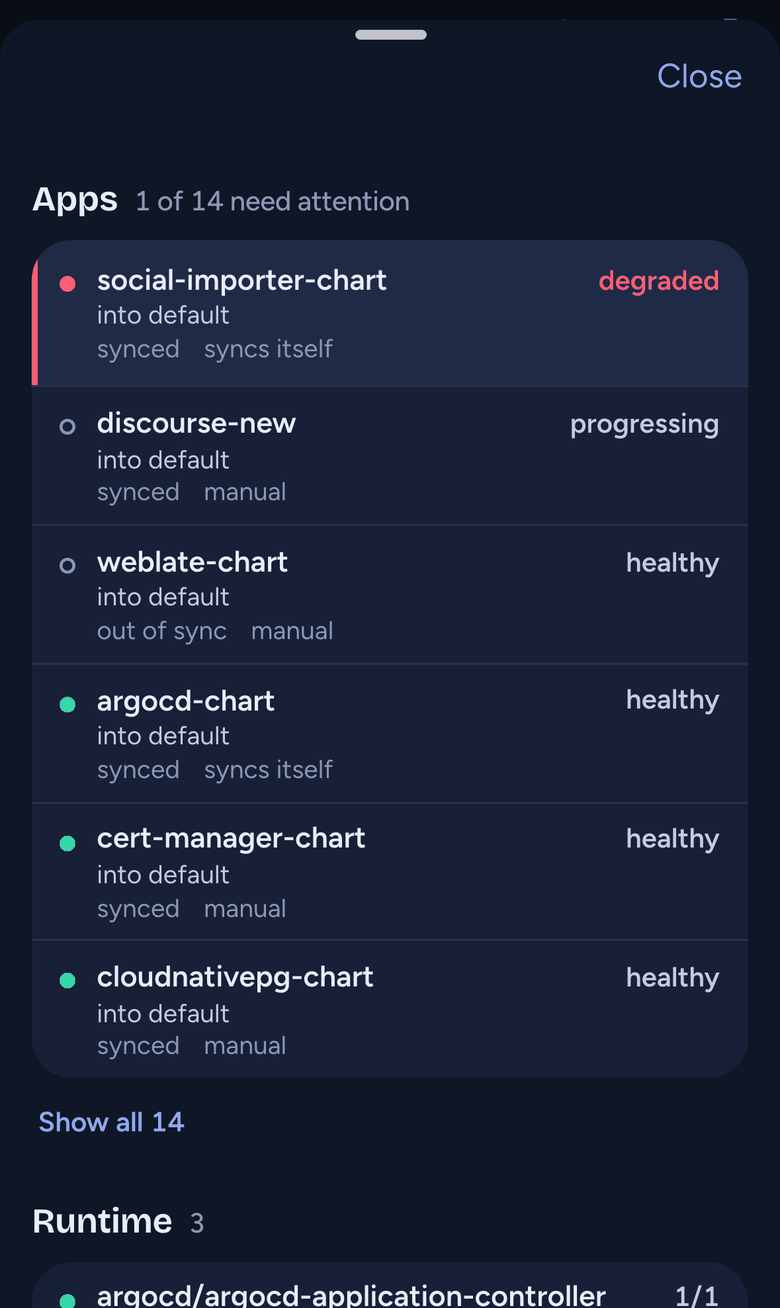 Close
Apps 1 of 14 need attention
social-importer-chart degraded
into default
synced syncs itself
discourse-new progressing
into default
synced manual
weblate-chart healthy
into default
out of sync manual
argocd-chart healthy
into default
synced syncs itself
cert-manager-chart healthy
into default
synced manual
cloudnativepg-chart healthy
into default
synced manual
Show all 14
Runtime 3
argocd/argocd-application-controller 1/1